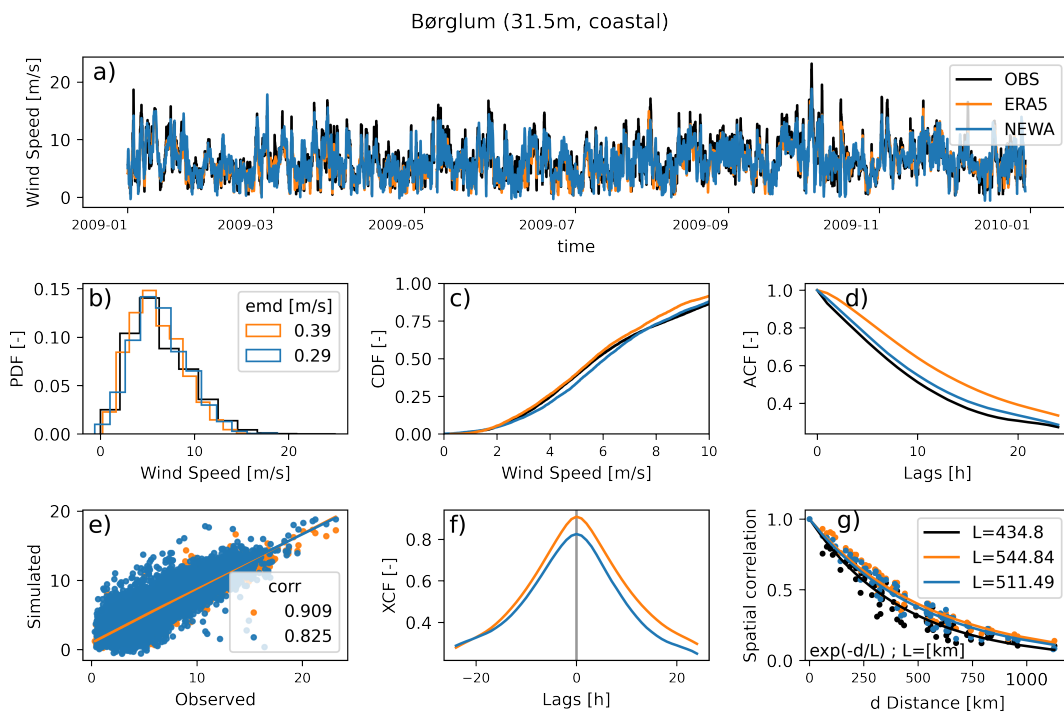 Børglum (31.5m, coastal)
a)
Wind Speed [m/s]
20
10
0
OBS
ERA5
NEWA
2009-01 2009-03 2009-05 2009-07 2009-09 2009-11 2010-01
time
b)
PDF [-]
0.15
0.10
0.05
0.00
emd [m/s]
0.39
0.29
0 10 20
Wind Speed [m/s]
c)
CDF [-]
1.00
0.75
0.50
0.25
0.00
0 2 4 6 8 10
Wind Speed [m/s]
d)
ACF [-]
1.0
0.8
0.6
0.4
0 10 20
Lags [h]
e)
Simulated
20
10
0
corr
0.909
0.825
0 10 20
Observed
f)
XCF [-]
0.8
0.6
0.4
−20 0 20
Lags [h]
g)
Spatial correlation
1.0
0.5
0.0
L=434.8
L=544.84
L=511.49
exp(-d/L) ; L=[km]
0 250 500 750 1000
d Distance [km]